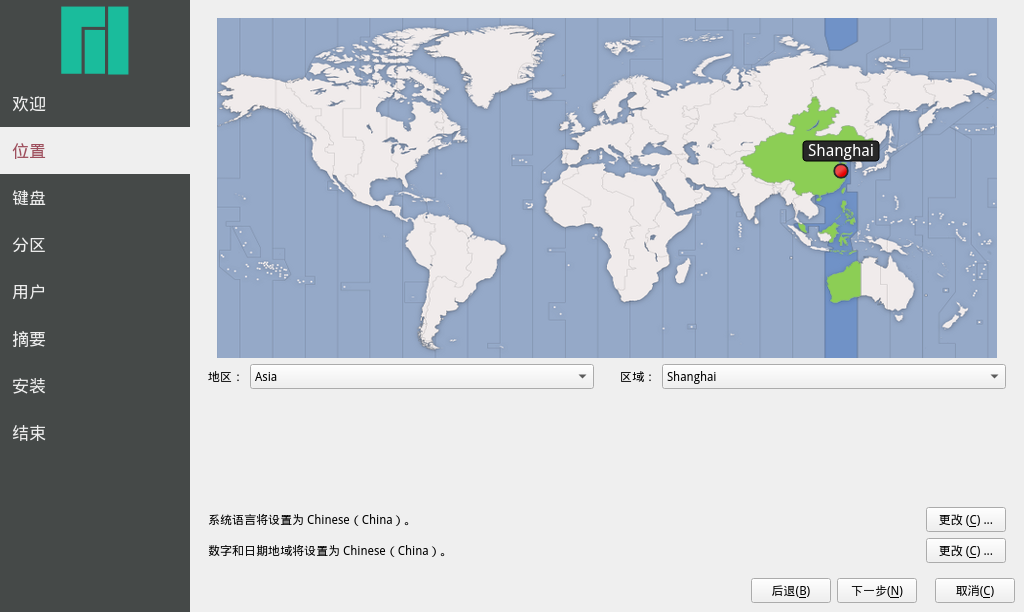 欢迎
位置
键盘
分区
用户
摘要
安装
结束
Shanghai
地区： Asia 区域： Shanghai
系统语言将设置为 Chinese（China）。 更改 (C) ...
数字和日期地域将设置为 Chinese（China）。 更改 (C) ...
后退(B) 下一步(N) 取消(C)